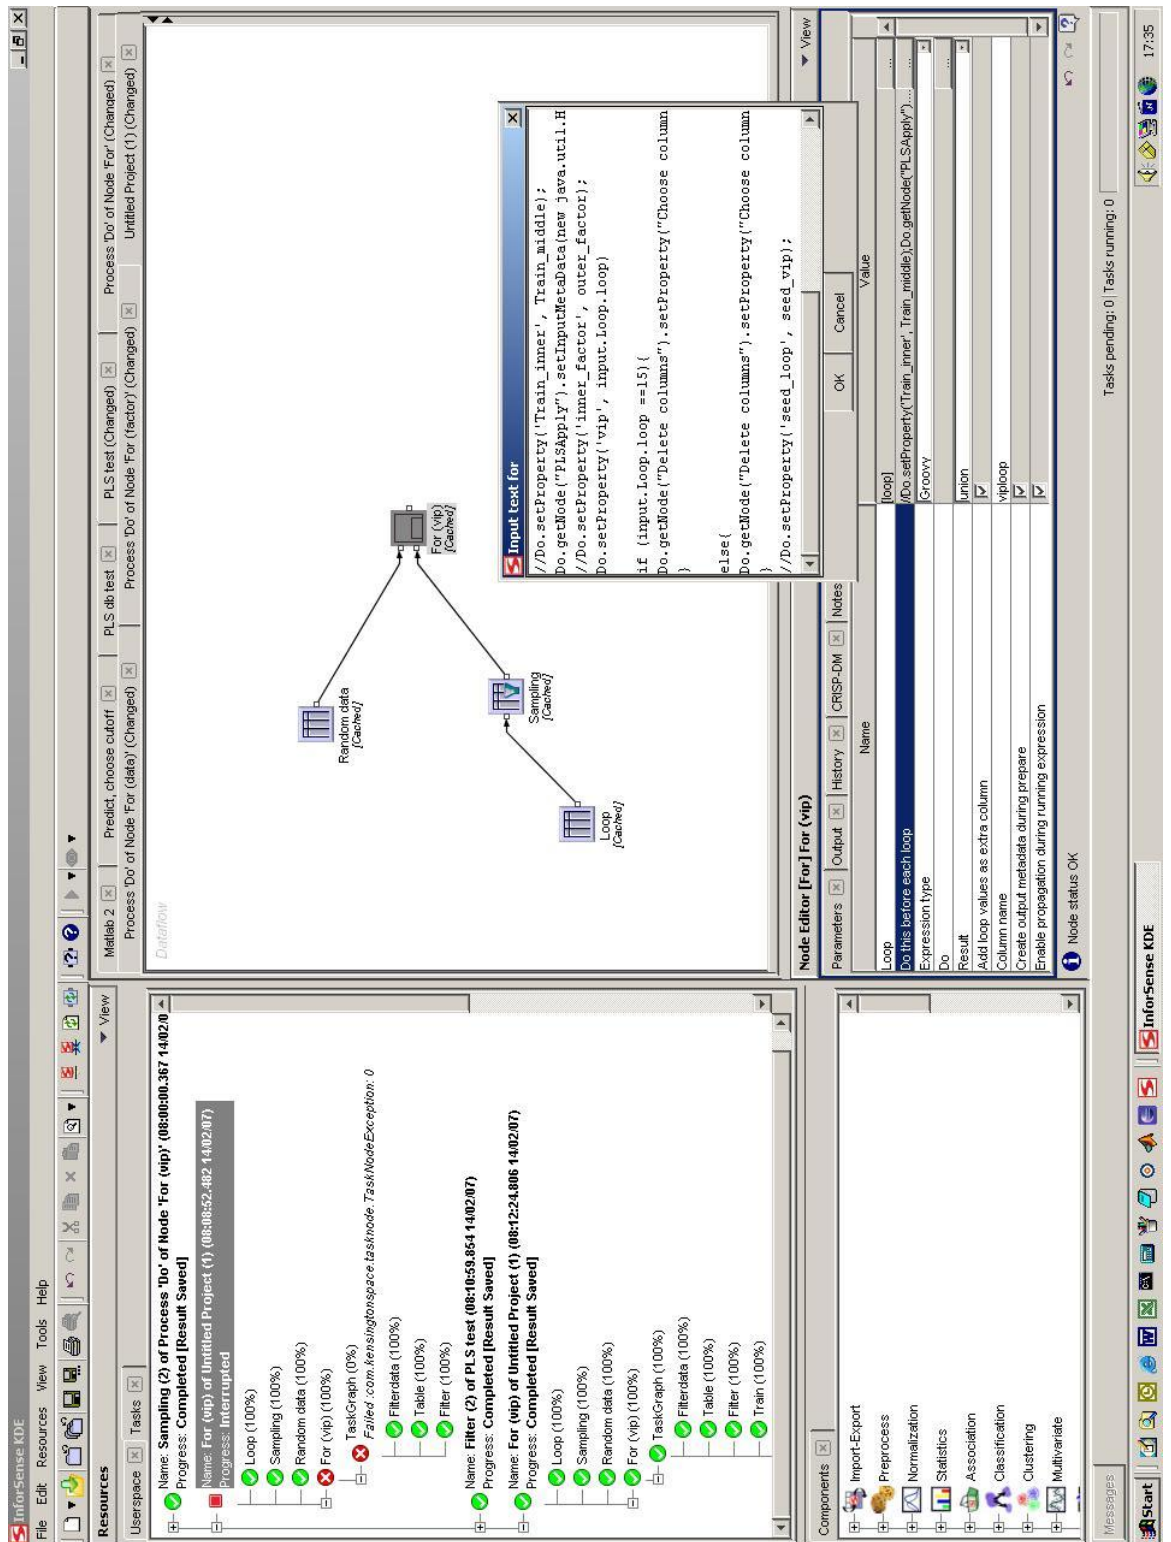 InforSense KDE
File Edit Resources View Tools Help
Resources
View
Userspace Tasks
Name: Sampling (2) of Process 'Do' of Node 'For (vip)' (08:00:00.367 14/02/0
Progress: Completed [Result Saved]
Name: For (vip) of Untitled Project (1) (08:08:52.482 14/02/07)
Progress: Interrupted
Loop (100%)
Sampling (100%)
Random data (100%)
For (vip) (100%)
TaskGraph (0%)
Failed :com.kensingtonspace.tasknode.TaskNodeException: 0
Filterdata (100%)
Table (100%)
Filter (100%)
Name: Filter (2) of PLS test (08:10:59.854 14/02/07)
Progress: Completed [Result Saved]
Name: For (vip) of Untitled Project (1) (08:12:24.806 14/02/07)
Progress: Completed [Result Saved]
Loop (100%)
Sampling (100%)
Random data (100%)
For (vip) (100%)
TaskGraph (100%)
Filterdata (100%)
Table (100%)
Filter (100%)
Train (100%)
Components
Import-Export
Preprocess
Normalization
Statistics
Association
Classification
Clustering
Multivariate
Matlab 2 Predict, choose cutoff PLS db test PLS test (Changed) Process 'Do' of Node 'For' (Changed)
Process 'Do' of Node 'For (data)' (Changed) Process 'Do' of Node 'For (factor)' (Changed) Untitled Project (1) (Changed)
Dataflow
Random data
[Cached]
For (vip)
[Cached]
Sampling
[Cached]
Loop
[Cached]
Input text for
//Do.setProperty('Train_inner', Train_middle);
Do.getNode("PLSApply").setInputMetaData(new java.util.H
//Do.setProperty('inner_factor', outer_factor);
Do.setProperty('vip', input.Loop.loop)
if (input.Loop.loop ==15){
Do.getNode("Delete columns").setProperty("Choose column
}
else{
Do.getNode("Delete columns").setProperty("Choose column
}
//Do.setProperty('seed_loop', seed_vip);
OK Cancel
Node Editor [For] For (vip)
View
Parameters Output History CRISP-DM Notes
Name Value
Loop [loop]
Do this before each loop //Do.setProperty('Train_inner', Train_middle);Do.getNode("PLSApply")....
Expression type Groovy
Do
Result union
Add loop values as extra column
Column name viploop
Create output metadata during prepare
Enable propagation during running expression
Node status OK
Messages
Tasks pending: 0 Tasks running: 0
Start
InforSense KDE
17:35